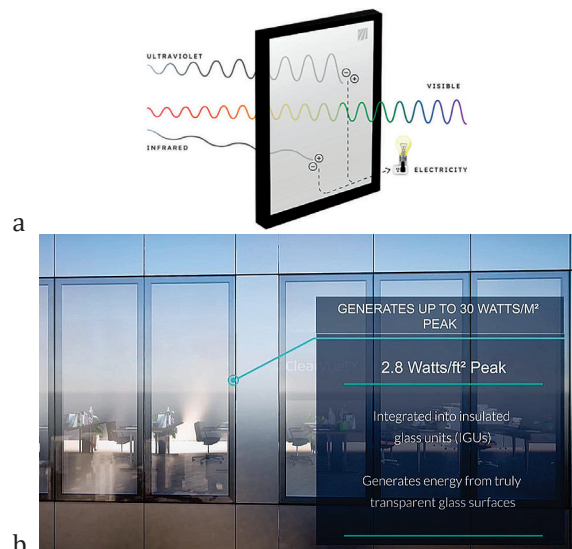 ULTRAVIOLET
VISIBLE
INFRARED
ELECTRICITY
a
GENERATES UP TO 30 WATTS/M²
PEAK
2.8 Watts/ft² Peak
Integrated into insulated
glass units (IGUs)
Generates energy from truly
transparent glass surfaces
b